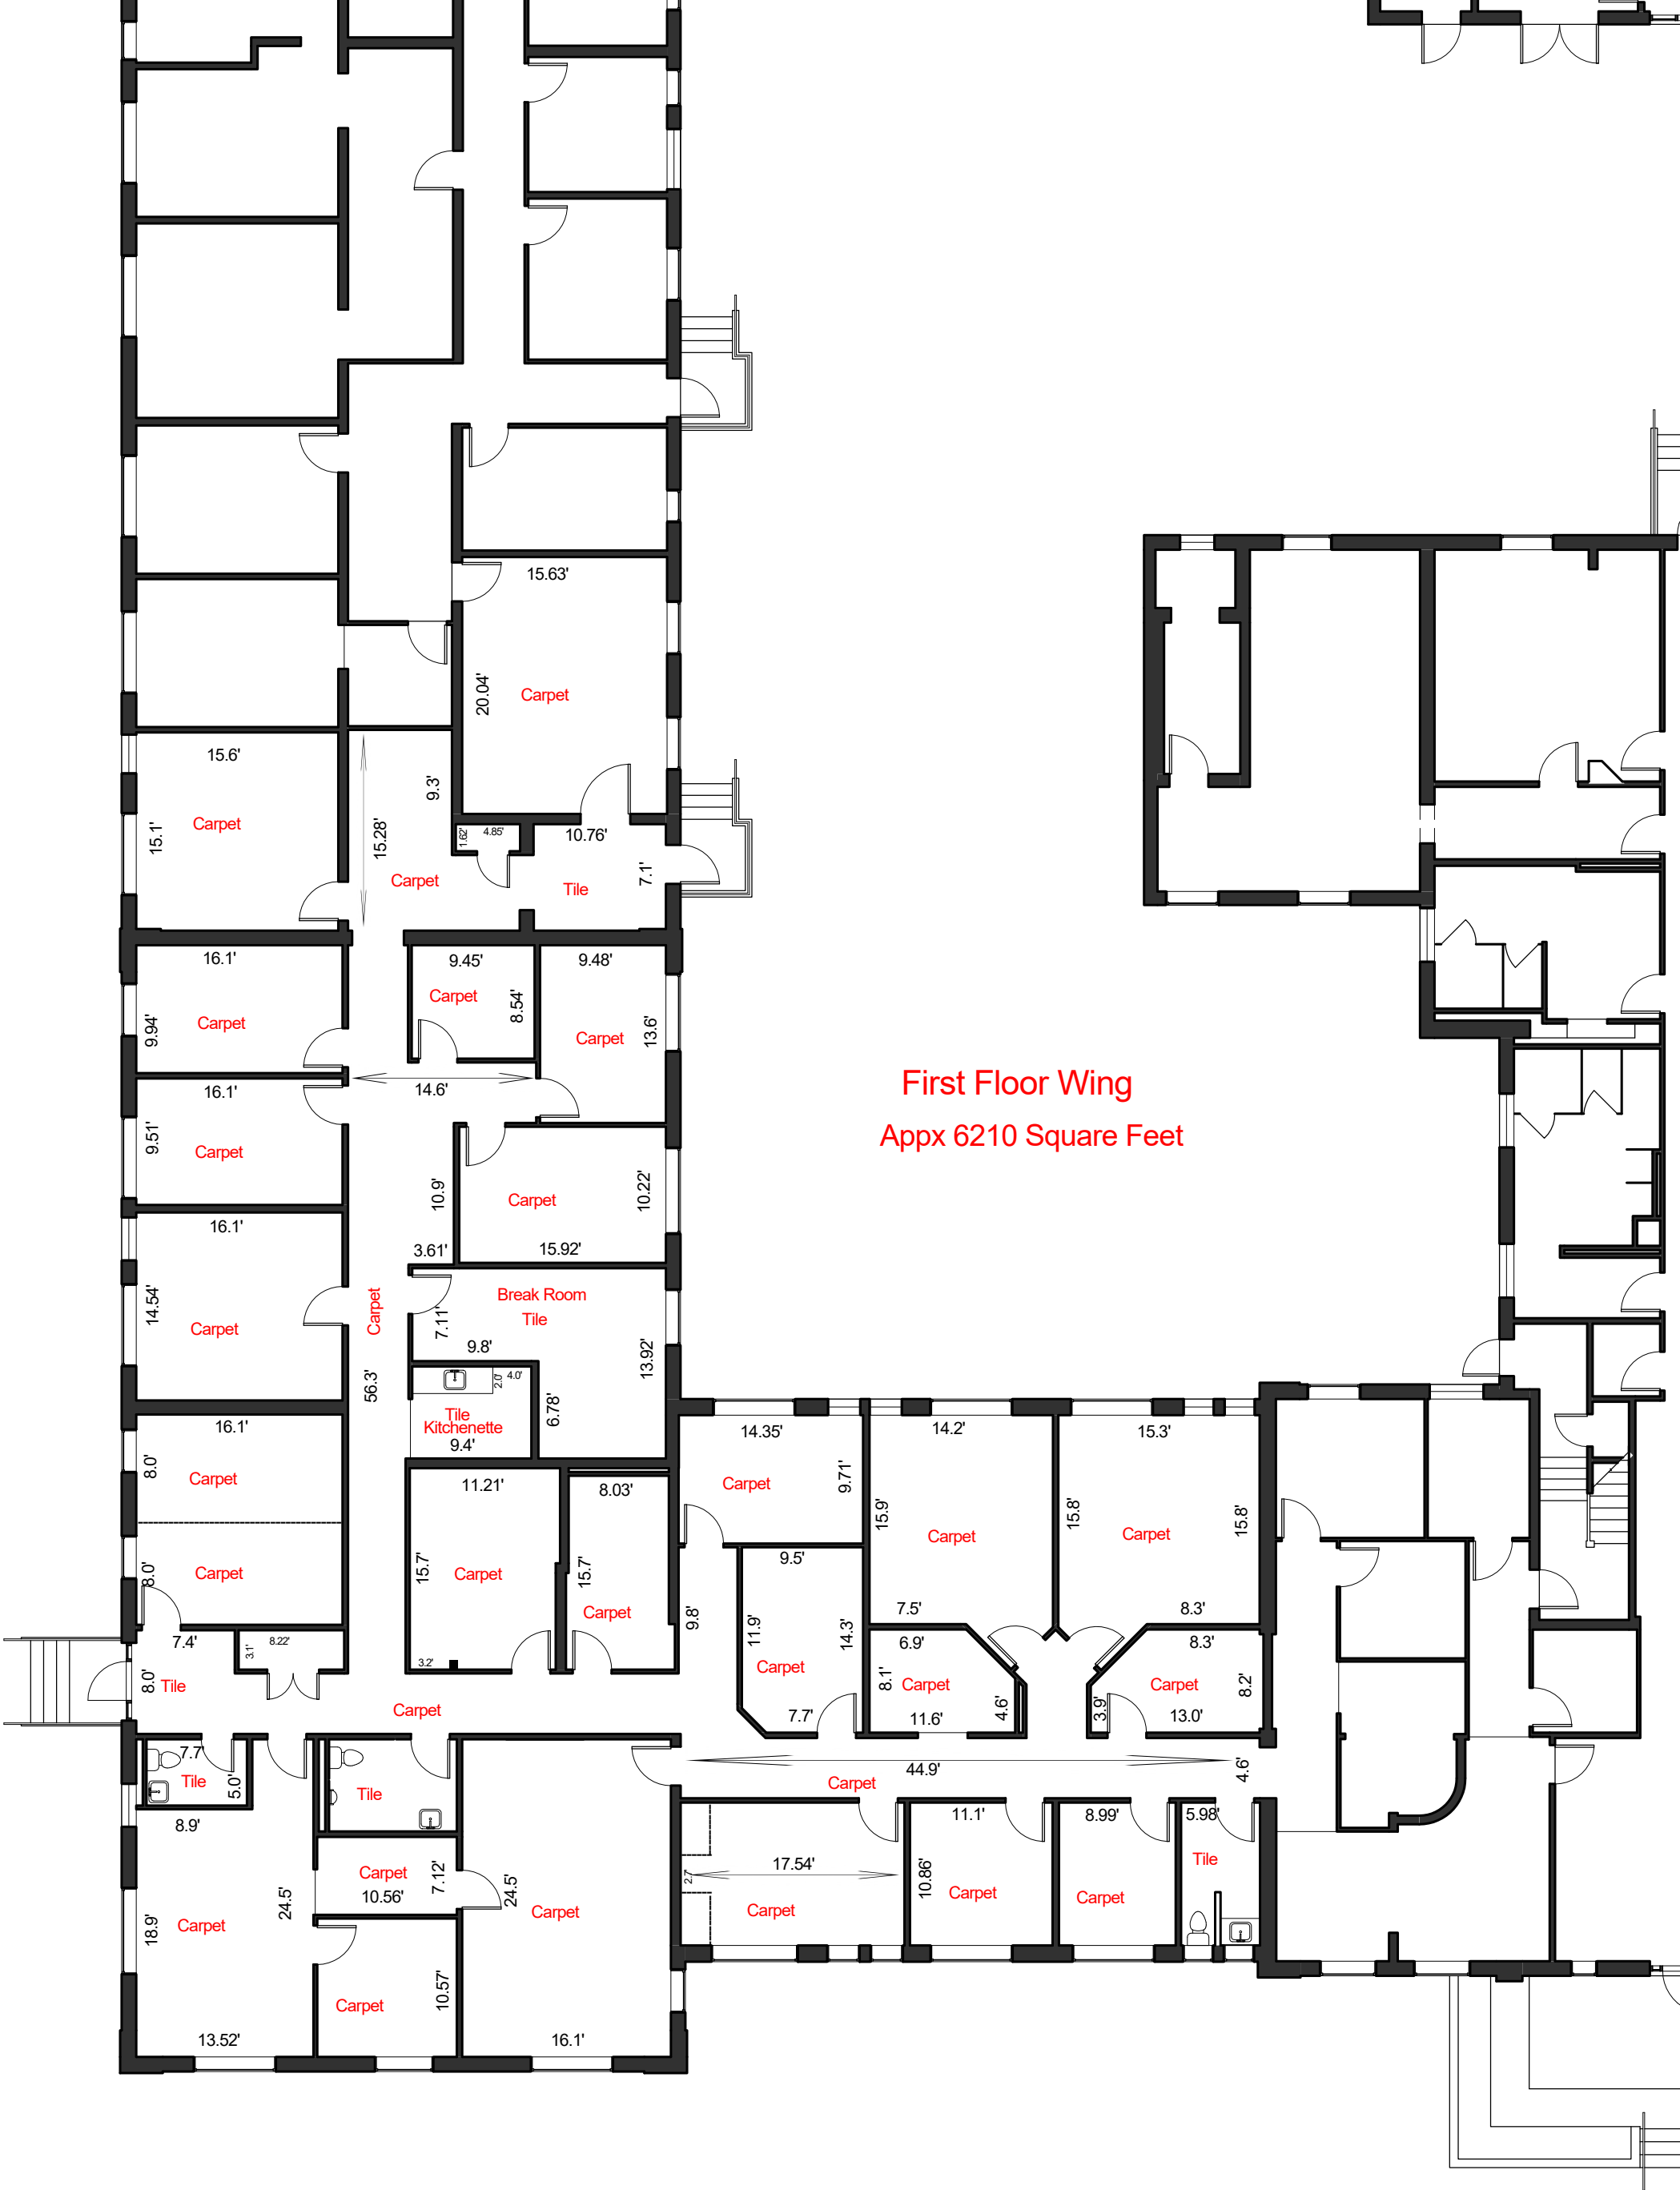 15.63'
20.04'
Carpet
15.6'
15.1'
Carpet
15.28'
9.3'
Carpet
1.62'
4.85'
10.76'
7.1'
Tile
16.1'
9.94'
Carpet
9.45'
Carpet
8.54'
9.48'
Carpet
13.6'
14.6'
16.1'
9.51'
Carpet
First Floor Wing
Appx 6210 Square Feet
10.9'
3.61'
Carpet
10.22'
15.92'
16.1'
14.54'
Carpet
Carpet
56.3'
Break Room
Tile
7.11'
9.8'
13.92'
6.78'
2.0'
4.0'
Tile
Kitchenette
9.4'
16.1'
8.0'
Carpet
8.0'
Carpet
11.21'
15.7'
Carpet
3.2'
8.03'
15.7'
Carpet
14.35'
Carpet
9.71'
14.2'
15.9'
Carpet
7.5'
15.3'
15.8'
Carpet
15.8'
8.3'
9.8'
9.5'
11.9'
14.3'
Carpet
7.7'
6.9'
8.1'
Carpet
4.6'
11.6'
8.3'
Carpet
8.2'
3.9'
13.0'
7.4'
8.0'
Tile
3.1'
8.22'
Carpet
7.7'
Tile
5.0'
8.9'
Tile
44.9'
Carpet
4.6'
Carpet
10.56'
7.12'
24.5'
18.9'
Carpet
13.52'
Carpet
10.57'
24.5'
Carpet
16.1'
2.7'
17.54'
Carpet
11.1'
10.86'
Carpet
8.99'
Carpet
5.98'
Tile